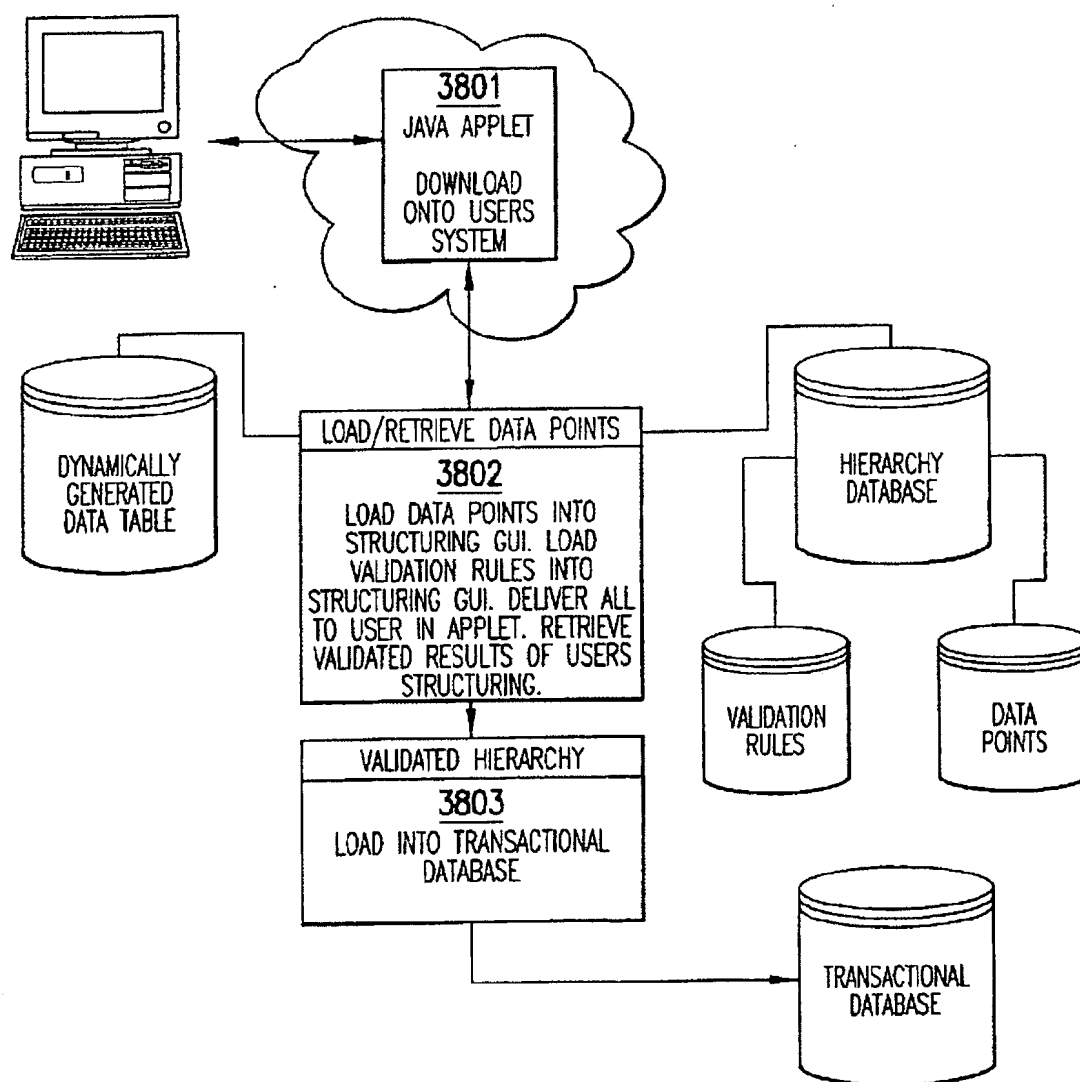 3801
JAVA APPLET
DOWNLOAD
ONTO USERS
SYSTEM
LOAD/RETRIEVE DATA POINTS
3802
LOAD DATA POINTS INTO
STRUCTURING GUI. LOAD
VALIDATION RULES INTO
STRUCTURING GUI. DELIVER ALL
TO USER IN APPLET. RETRIEVE
VALIDATED RESULTS OF USERS
STRUCTURING.
DYNAMICALLY
GENERATED
DATA TABLE
HIERARCHY
DATABASE
VALIDATION
RULES
DATA
POINTS
VALIDATED HIERARCHY
3803
LOAD INTO TRANSACTIONAL
DATABASE
TRANSACTIONAL
DATABASE